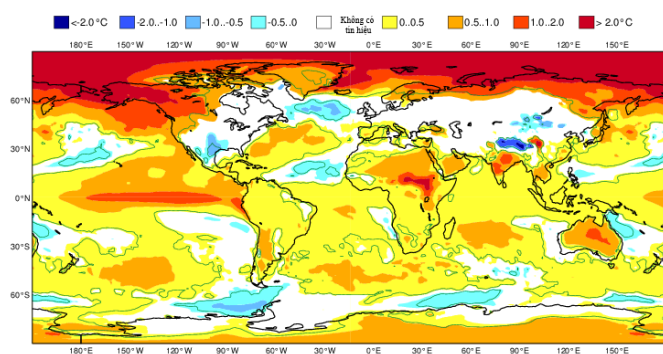 <-2.0°C -2.0..-1.0 -1.0..-0.5 -0.5..0 Không có 0..0.5 0.5..1.0 1.0..2.0 > 2.0°C
tín hiệu
180°E 150°W 120°W 90°W 60°W 30°W 0°E 30°E 60°E 90°E 120°E 150°E
60°N
30°N
0°N
30°S
60°S
180°E 150°W 120°W 90°W 60°W 30°W 0°E 30°E 60°E 90°E 120°E 150°E